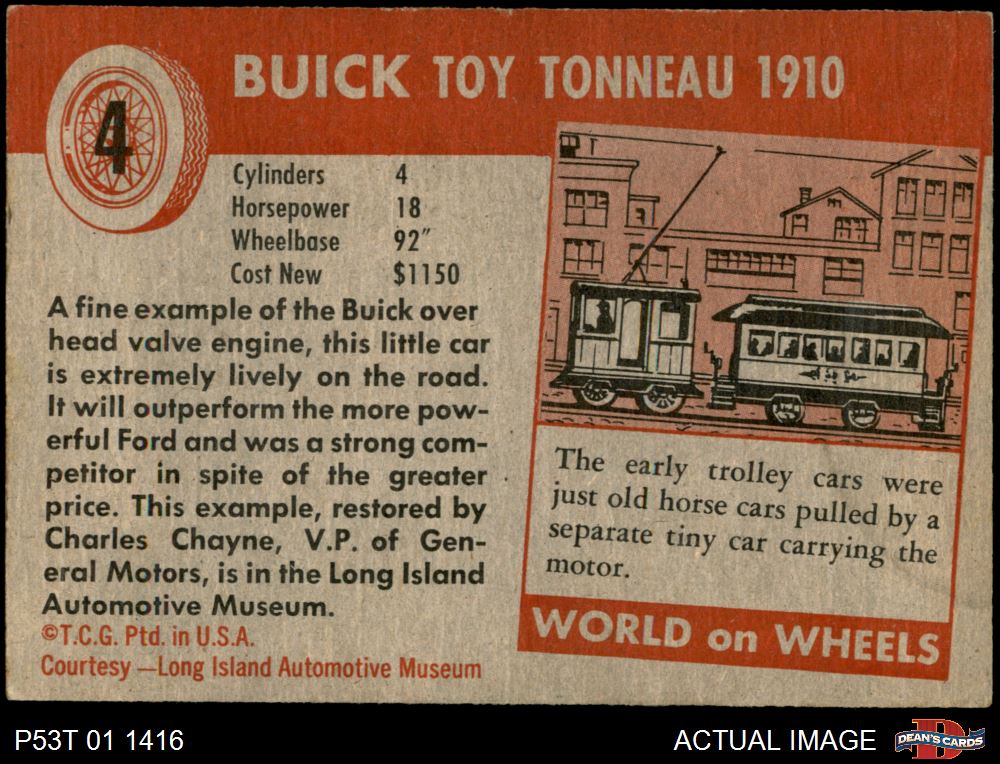 4
BUICK TOY TONNEAU 1910
Cylinders 4
Horsepower 18
Wheelbase 92"
Cost New $1150
A fine example of the Buick over
head valve engine, this little car
is extremely lively on the road.
It will outperform the more pow-
erful Ford and was a strong com-
petitor in spite of the greater
price. This example, restored by
Charles Chayne, V.P. of Gen-
eral Motors, is in the Long Island
Automotive Museum.
©T.C.G. Ptd. in U.S.A.
Courtesy—Long Island Automotive Museum
The early trolley cars were
just old horse cars pulled by a
separate tiny car carrying the
motor.
WORLD on WHEELS
P53T 01 1416
ACTUAL IMAGE
DEAN'S CARDS